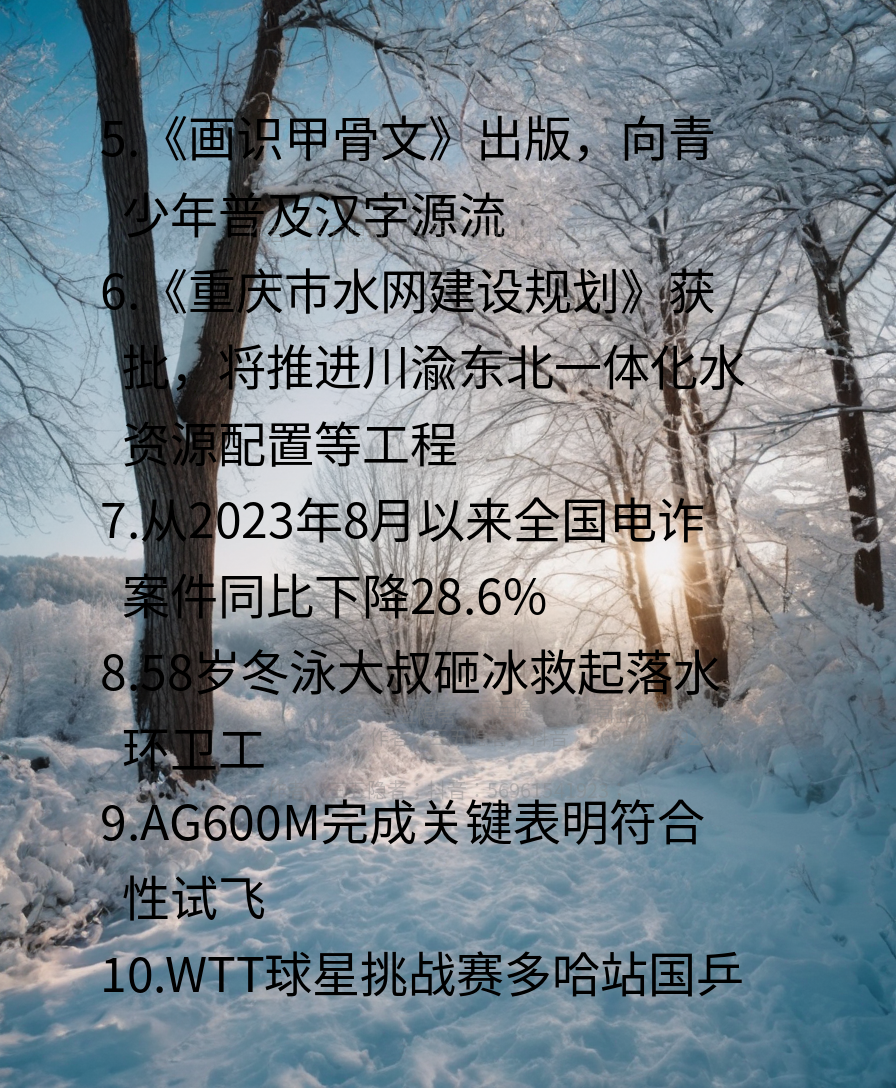 5.《画识甲骨文》出版，向青
少年普及汉字源流
6.《重庆市水网建设规划》获
批，将推进川渝东北一体化水
资源配置等工程
7.从2023年8月以来全国电诈
案件同比下降28.6%
8.58岁冬泳大叔砸冰救起落水
环卫工
9.AG600M完成关键表明符合
性试飞
10.WTT球星挑战赛多哈站国乒